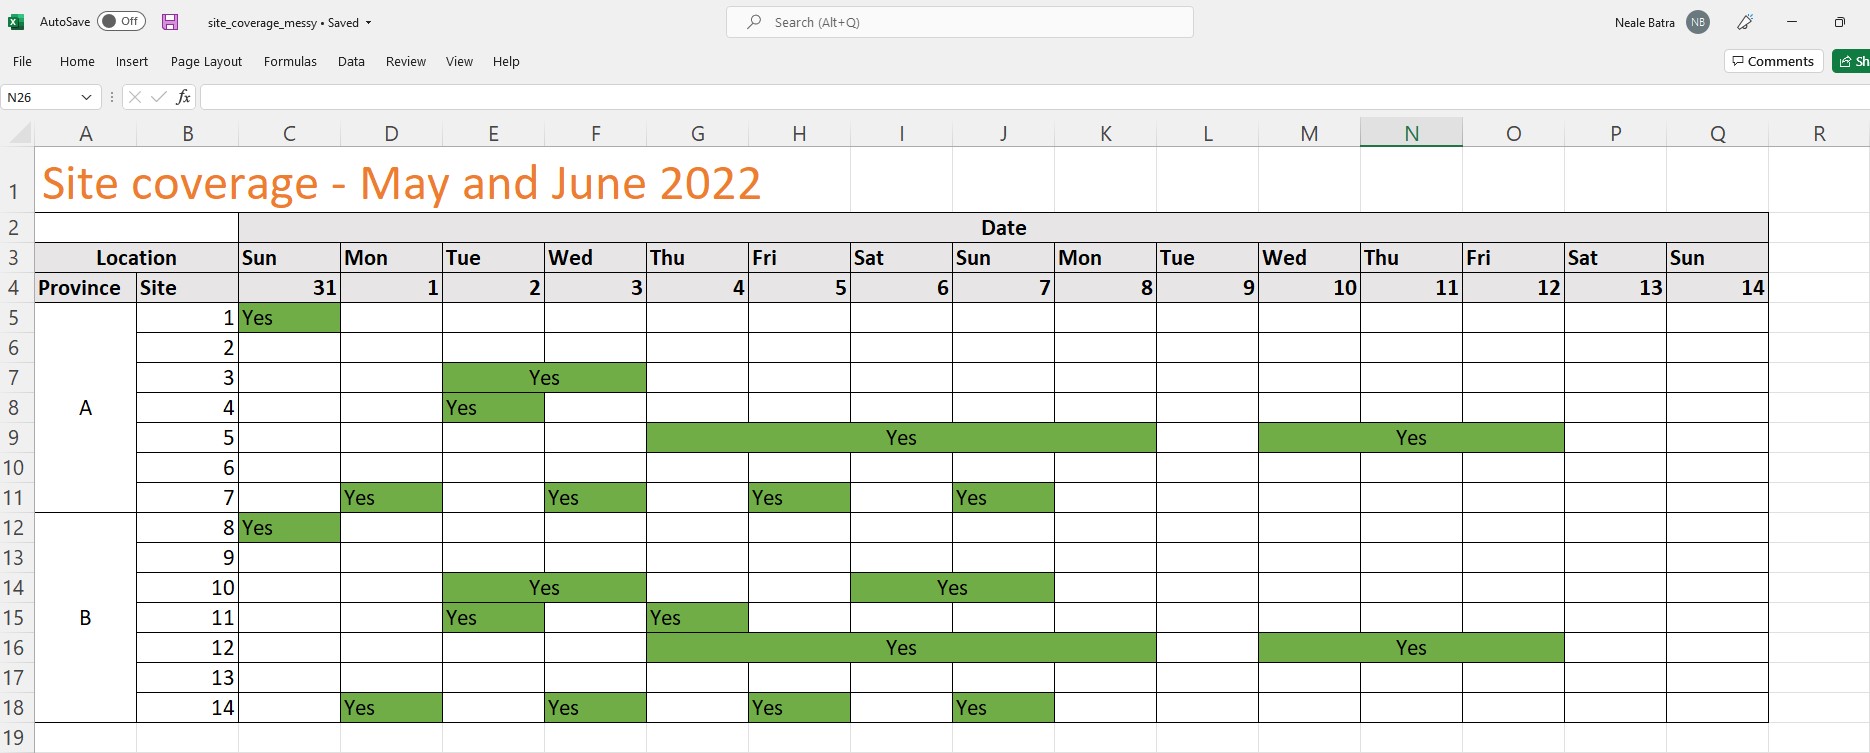 AutoSave Off site_coverage_messy • Saved Search (Alt+Q) Neale Batra NB
File Home Insert Page Layout Formulas Data Review View Help Comments Sh
N26 fx
A B C D E F G H I J K L M N O P Q R
1 Site coverage - May and June 2022
2 Date
3 Location Sun Mon Tue Wed Thu Fri Sat Sun Mon Tue Wed Thu Fri Sat Sun
4 Province Site 31 1 2 3 4 5 6 7 8 9 10 11 12 13 14
5 1 Yes
6 2
7 3 Yes
8 A 4 Yes
9 5 Yes Yes
10 6
11 7 Yes Yes Yes Yes
12 8 Yes
13 9
14 10 Yes Yes
15 B 11 Yes Yes
16 12 Yes Yes
17 13
18 14 Yes Yes Yes Yes
19